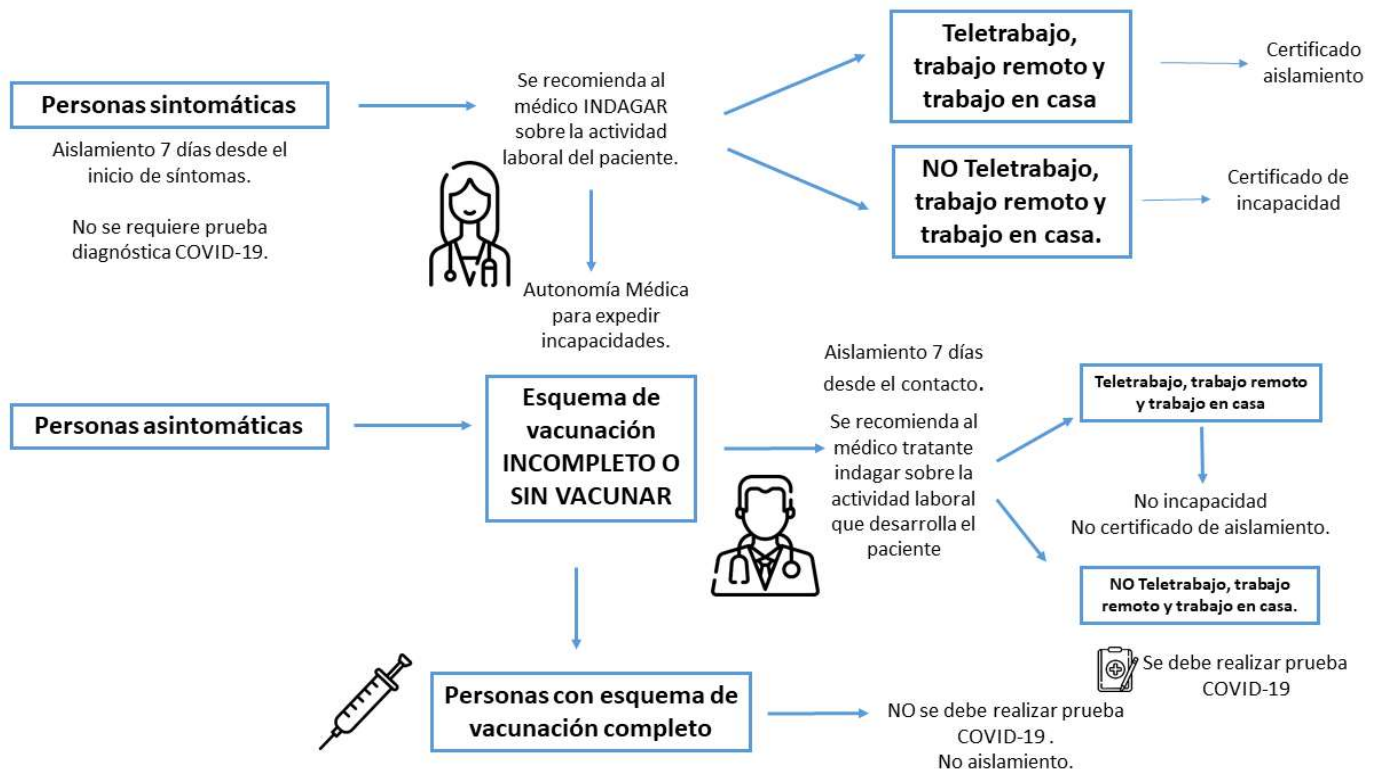 Personas sintomáticas
Aislamiento 7 días desde el
inicio de síntomas.
No se requiere prueba
diagnóstica COVID-19.
Se recomienda al
médico INDAGAR
sobre la actividad
laboral del paciente.
Autonomía Médica
para expedir
incapacidades.
Teletrabajo,
trabajo remoto y
trabajo en casa
Certificado
aislamiento
NO Teletrabajo,
trabajo remoto y
trabajo en casa.
Certificado de
incapacidad
Personas asintomáticas
Esquema de
vacunación
INCOMPLETO O
SIN VACUNAR
Aislamiento 7 días
desde el contacto.
Se recomienda al
médico tratante
indagar sobre la
actividad laboral
que desarrolla el
paciente
Teletrabajo, trabajo remoto
y trabajo en casa
No incapacidad
No certificado de aislamiento.
NO Teletrabajo, trabajo
remoto y trabajo en casa.
Se debe realizar prueba
COVID-19
Personas con esquema de
vacunación completo
NO se debe realizar prueba
COVID-19 .
No aislamiento.